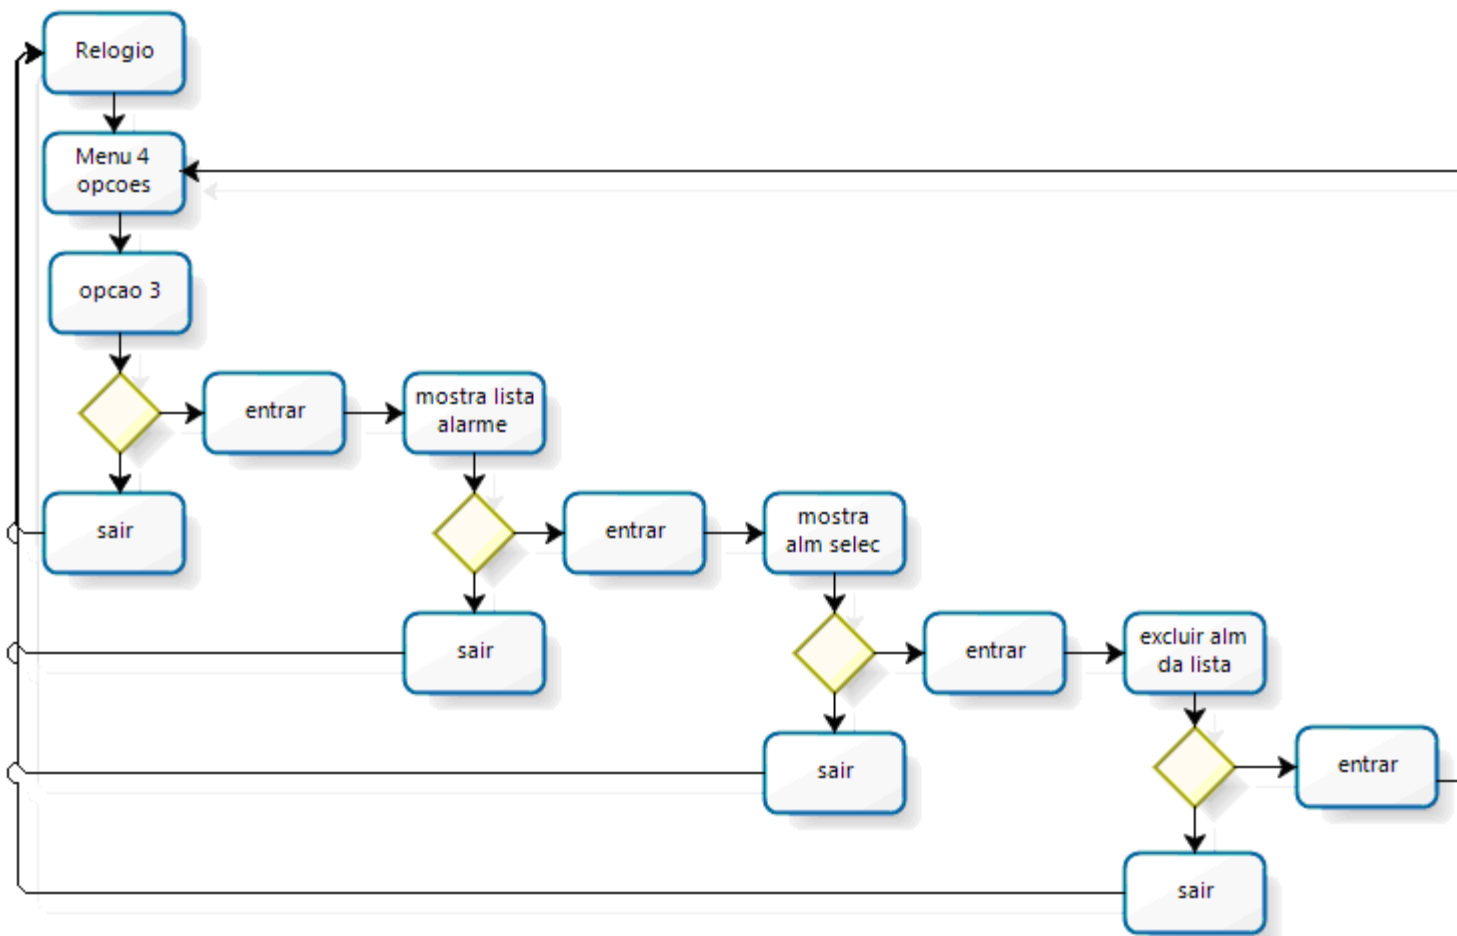 Relogio
Menu 4
opcoes
opcao 3
entrar
mostra lista
alarme
sair
entrar
mostra
alm selec
sair
entrar
excluir alm
da lista
sair
entrar
sair